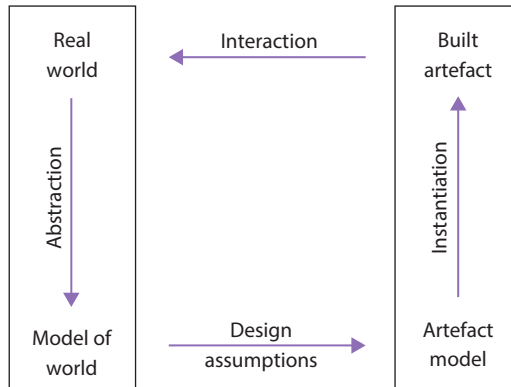 Real
world
Interaction
Built
artefact
Abstraction
Instantiation
Model of
world
Design
assumptions
Artefact
model